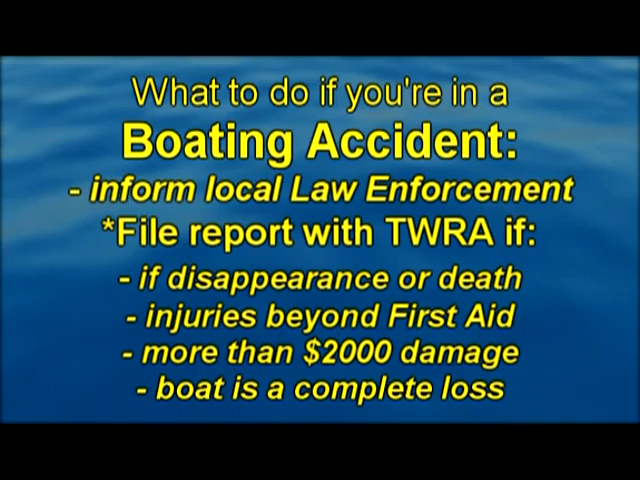 What to do if you're in a
Boating Accident:
- inform local Law Enforcement
*File report with TWRA if:
- if disappearance or death
- injuries beyond First Aid
- more than $2000 damage
- boat is a complete loss